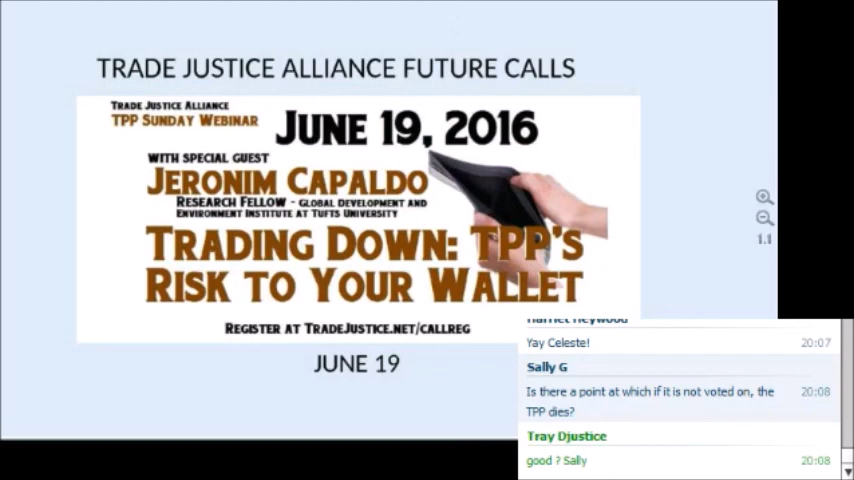 TRADE JUSTICE ALLIANCE FUTURE CALLS
TRADE JUSTICE ALLIANCE
TPP SUNDAY WEBINAR
JUNE 19, 2016
WITH SPECIAL GUEST
JERONIM CAPALDO
RESEARCH FELLOW - GLOBAL DEVELOPMENT AND
ENVIRONMENT INSTITUTE AT TUFTS UNIVERSITY
TRADING DOWN: TPP'S
RISK TO YOUR WALLET
REGISTER AT TRADEJUSTICE.NET/CALLREG
JUNE 19
1:1
Harriet Heywood
Yay Celeste! 20:07
Sally G
Is there a point at which if it is not voted on, the 20:08
TPP dies?
Tray Djustice
good ? Sally 20:08